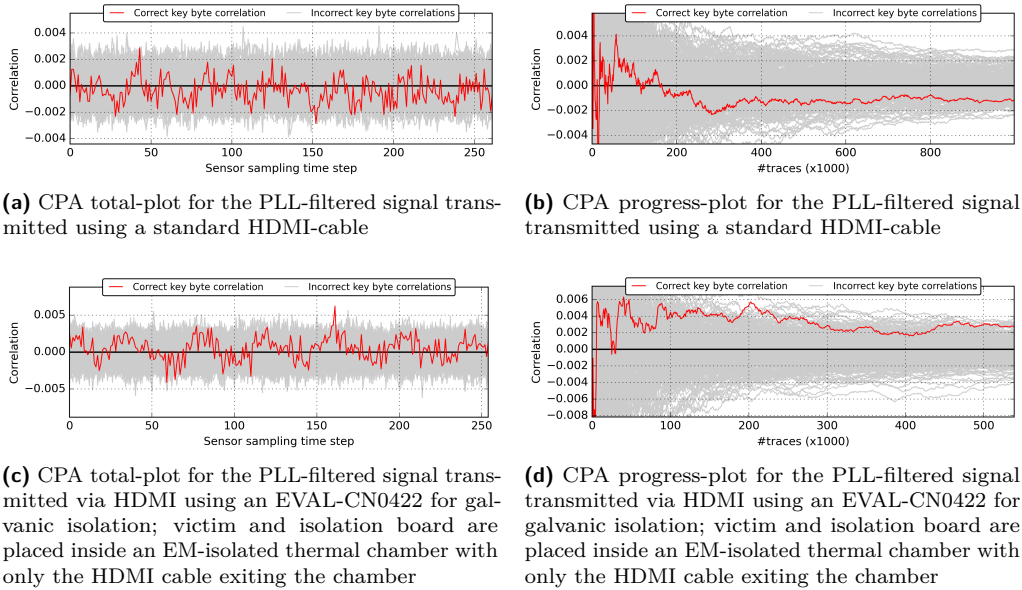 Correct key byte correlation Incorrect key byte correlations
0.004
0.002
0.000
−0.002
−0.004
Correlation
0 50 100 150 200 250
Sensor sampling time step
(a) CPA total-plot for the PLL-filtered signal trans-
mitted using a standard HDMI-cable
Correct key byte correlation Incorrect key byte correlations
0.004
0.002
0.000
−0.002
−0.004
Correlation
0 200 400 600 800
#traces (x1000)
(b) CPA progress-plot for the PLL-filtered signal
transmitted using a standard HDMI-cable
Correct key byte correlation Incorrect key byte correlations
0.005
0.000
−0.005
Correlation
0 50 100 150 200 250
Sensor sampling time step
(c) CPA total-plot for the PLL-filtered signal trans-
mitted via HDMI using an EVAL-CN0422 for gal-
vanic isolation; victim and isolation board are
placed inside an EM-isolated thermal chamber with
only the HDMI cable exiting the chamber
Correct key byte correlation Incorrect key byte correlations
0.006
0.004
0.002
0.000
−0.002
−0.004
−0.006
−0.008
Correlation
0 100 200 300 400 500
#traces (x1000)
(d) CPA progress-plot for the PLL-filtered signal
transmitted via HDMI using an EVAL-CN0422 for
galvanic isolation; victim and isolation board are
placed inside an EM-isolated thermal chamber with
only the HDMI cable exiting the chamber